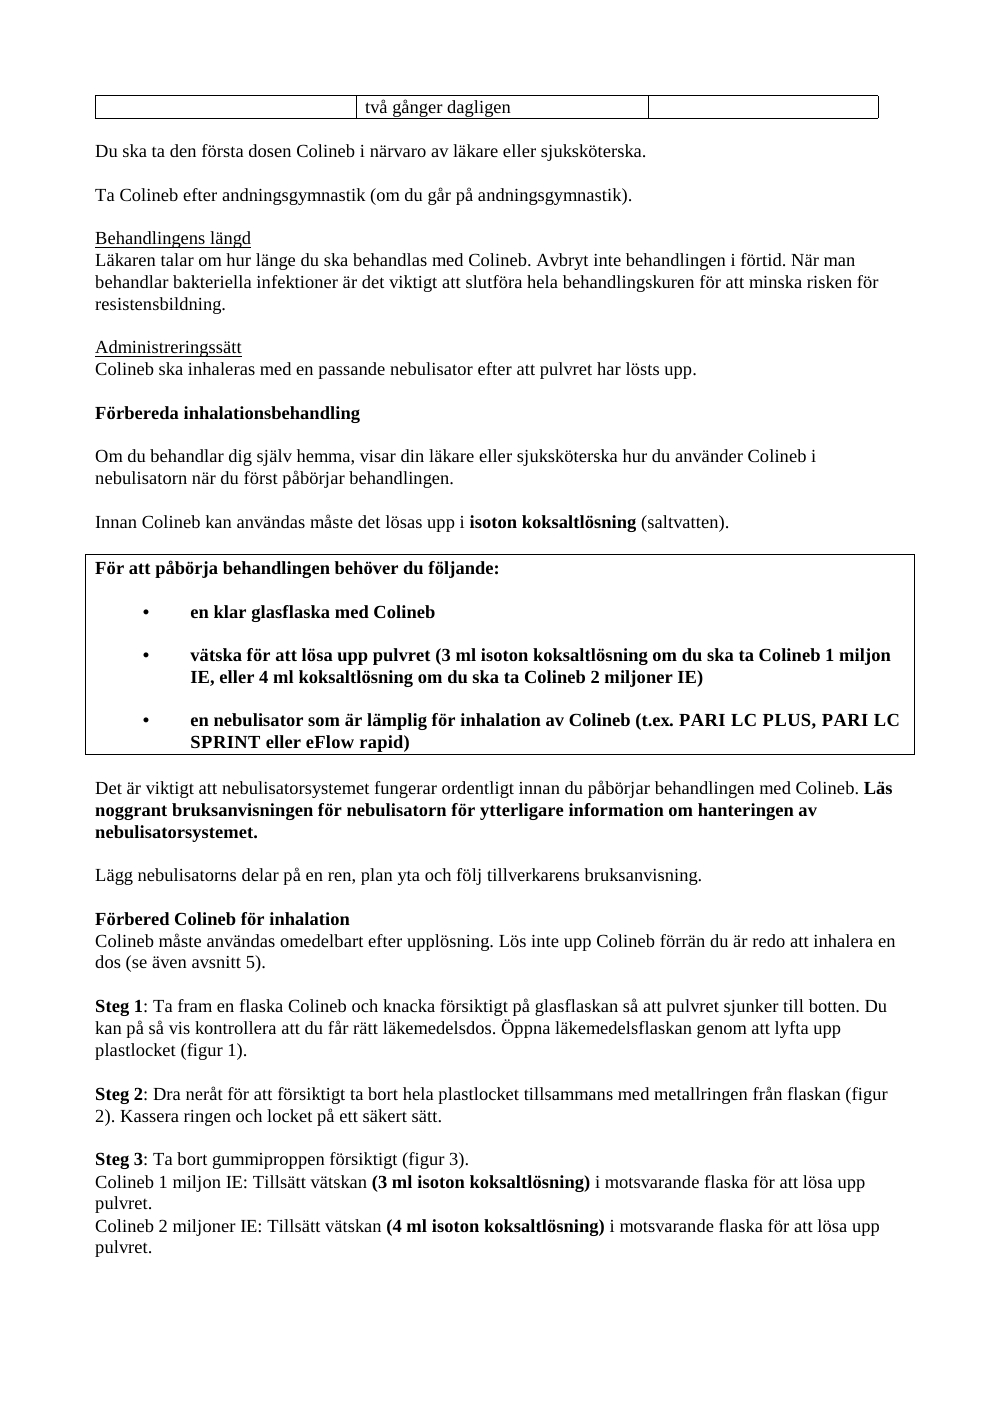 två gånger dagligen
Du ska ta den första dosen Colineb i närvaro av läkare eller sjuksköterska.
Ta Colineb efter andningsgymnastik (om du går på andningsgymnastik).
Behandlingens längd
Läkaren talar om hur länge du ska behandlas med Colineb. Avbryt inte behandlingen i förtid. När man
behandlar bakteriella infektioner är det viktigt att slutföra hela behandlingskuren för att minska risken för
resistensbildning.
Administreringssätt
Colineb ska inhaleras med en passande nebulisator efter att pulvret har lösts upp.
Förbereda inhalationsbehandling
Om du behandlar dig själv hemma, visar din läkare eller sjuksköterska hur du använder Colineb i
nebulisatorn när du först påbörjar behandlingen.
Innan Colineb kan användas måste det lösas upp i isoton koksaltlösning (saltvatten).
För att påbörja behandlingen behöver du följande:
• en klar glasflaska med Colineb
• vätska för att lösa upp pulvret (3 ml isoton koksaltlösning om du ska ta Colineb 1 miljon
IE, eller 4 ml koksaltlösning om du ska ta Colineb 2 miljoner IE)
• en nebulisator som är lämplig för inhalation av Colineb (t.ex. PARI LC PLUS, PARI LC
SPRINT eller eFlow rapid)
Det är viktigt att nebulisatorsystemet fungerar ordentligt innan du påbörjar behandlingen med Colineb. Läs
noggrant bruksanvisningen för nebulisatorn för ytterligare information om hanteringen av
nebulisatorsystemet.
Lägg nebulisatorns delar på en ren, plan yta och följ tillverkarens bruksanvisning.
Förbered Colineb för inhalation
Colineb måste användas omedelbart efter upplösning. Lös inte upp Colineb förrän du är redo att inhalera en
dos (se även avsnitt 5).
Steg 1: Ta fram en flaska Colineb och knacka försiktigt på glasflaskan så att pulvret sjunker till botten. Du
kan på så vis kontrollera att du får rätt läkemedelsdos. Öppna läkemedelsflaskan genom att lyfta upp
plastlocket (figur 1).
Steg 2: Dra neråt för att försiktigt ta bort hela plastlocket tillsammans med metallringen från flaskan (figur
2). Kassera ringen och locket på ett säkert sätt.
Steg 3: Ta bort gummiproppen försiktigt (figur 3).
Colineb 1 miljon IE: Tillsätt vätskan (3 ml isoton koksaltlösning) i motsvarande flaska för att lösa upp
pulvret.
Colineb 2 miljoner IE: Tillsätt vätskan (4 ml isoton koksaltlösning) i motsvarande flaska för att lösa upp
pulvret.